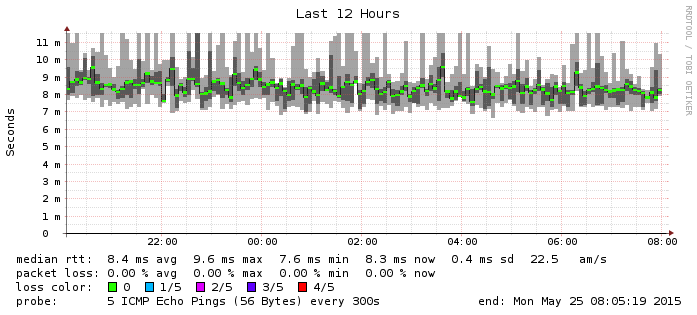 Last 12 Hours
RRDTOOL / TOBI OETIKER
Seconds
11 m
10 m
9 m
8 m
7 m
6 m
5 m
4 m
3 m
2 m
1 m
0
22:00 00:00 02:00 04:00 06:00 08:00
median rtt: 8.4 ms avg 9.6 ms max 7.6 ms min 8.3 ms now 0.4 ms sd 22.5 am/s
packet loss: 0.00 % avg 0.00 % max 0.00 % min 0.00 % now
loss color: 0 1/5 2/5 3/5 4/5
probe: 5 ICMP Echo Pings (56 Bytes) every 300s end: Mon May 25 08:05:19 2015